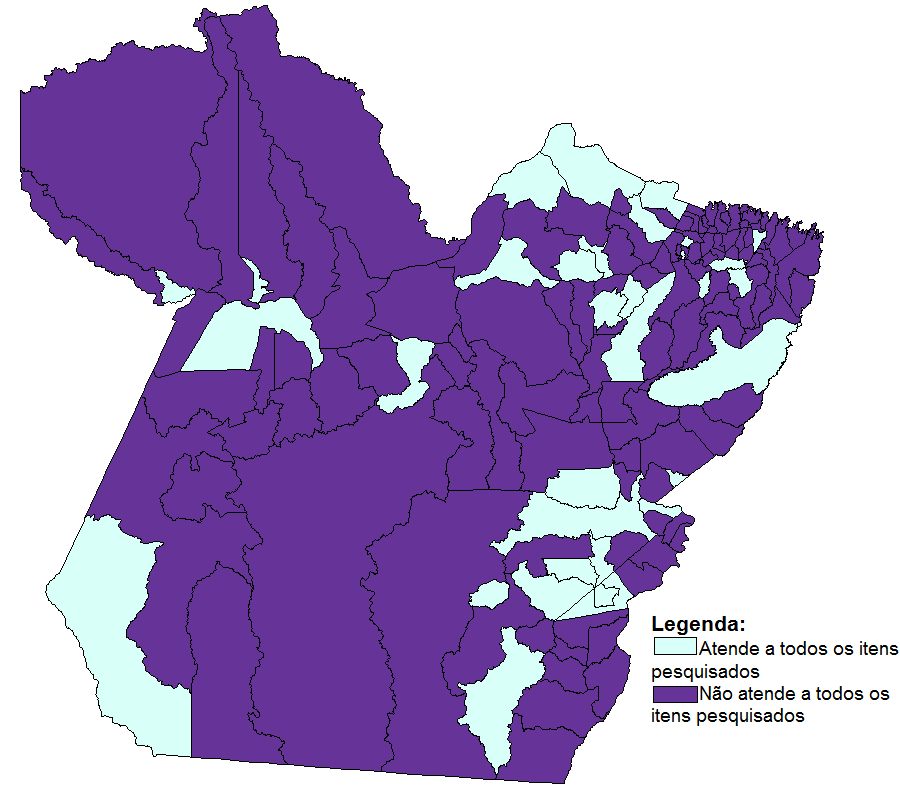 Legenda:
Atende a todos os itens
pesquisados
Não atende a todos os
itens pesquisados